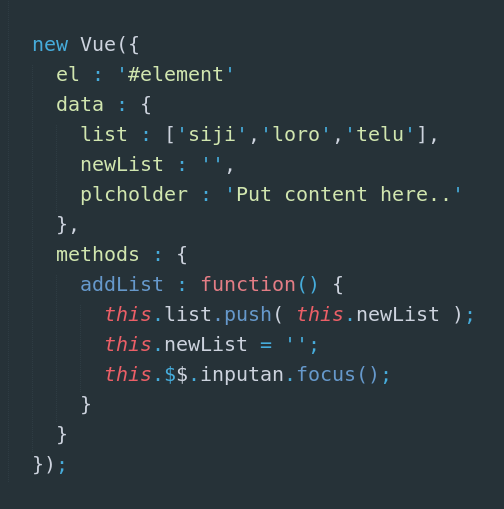 new Vue({
  el : '#element'
  data : {
    list : ['siji','loro','telu'],
    newList : '',
    plcholder : 'Put content here..'
  },
  methods : {
    addList : function() {
      this.list.push( this.newList );
      this.newList = '';
      this.$$.inputan.focus();
    }
  }
});